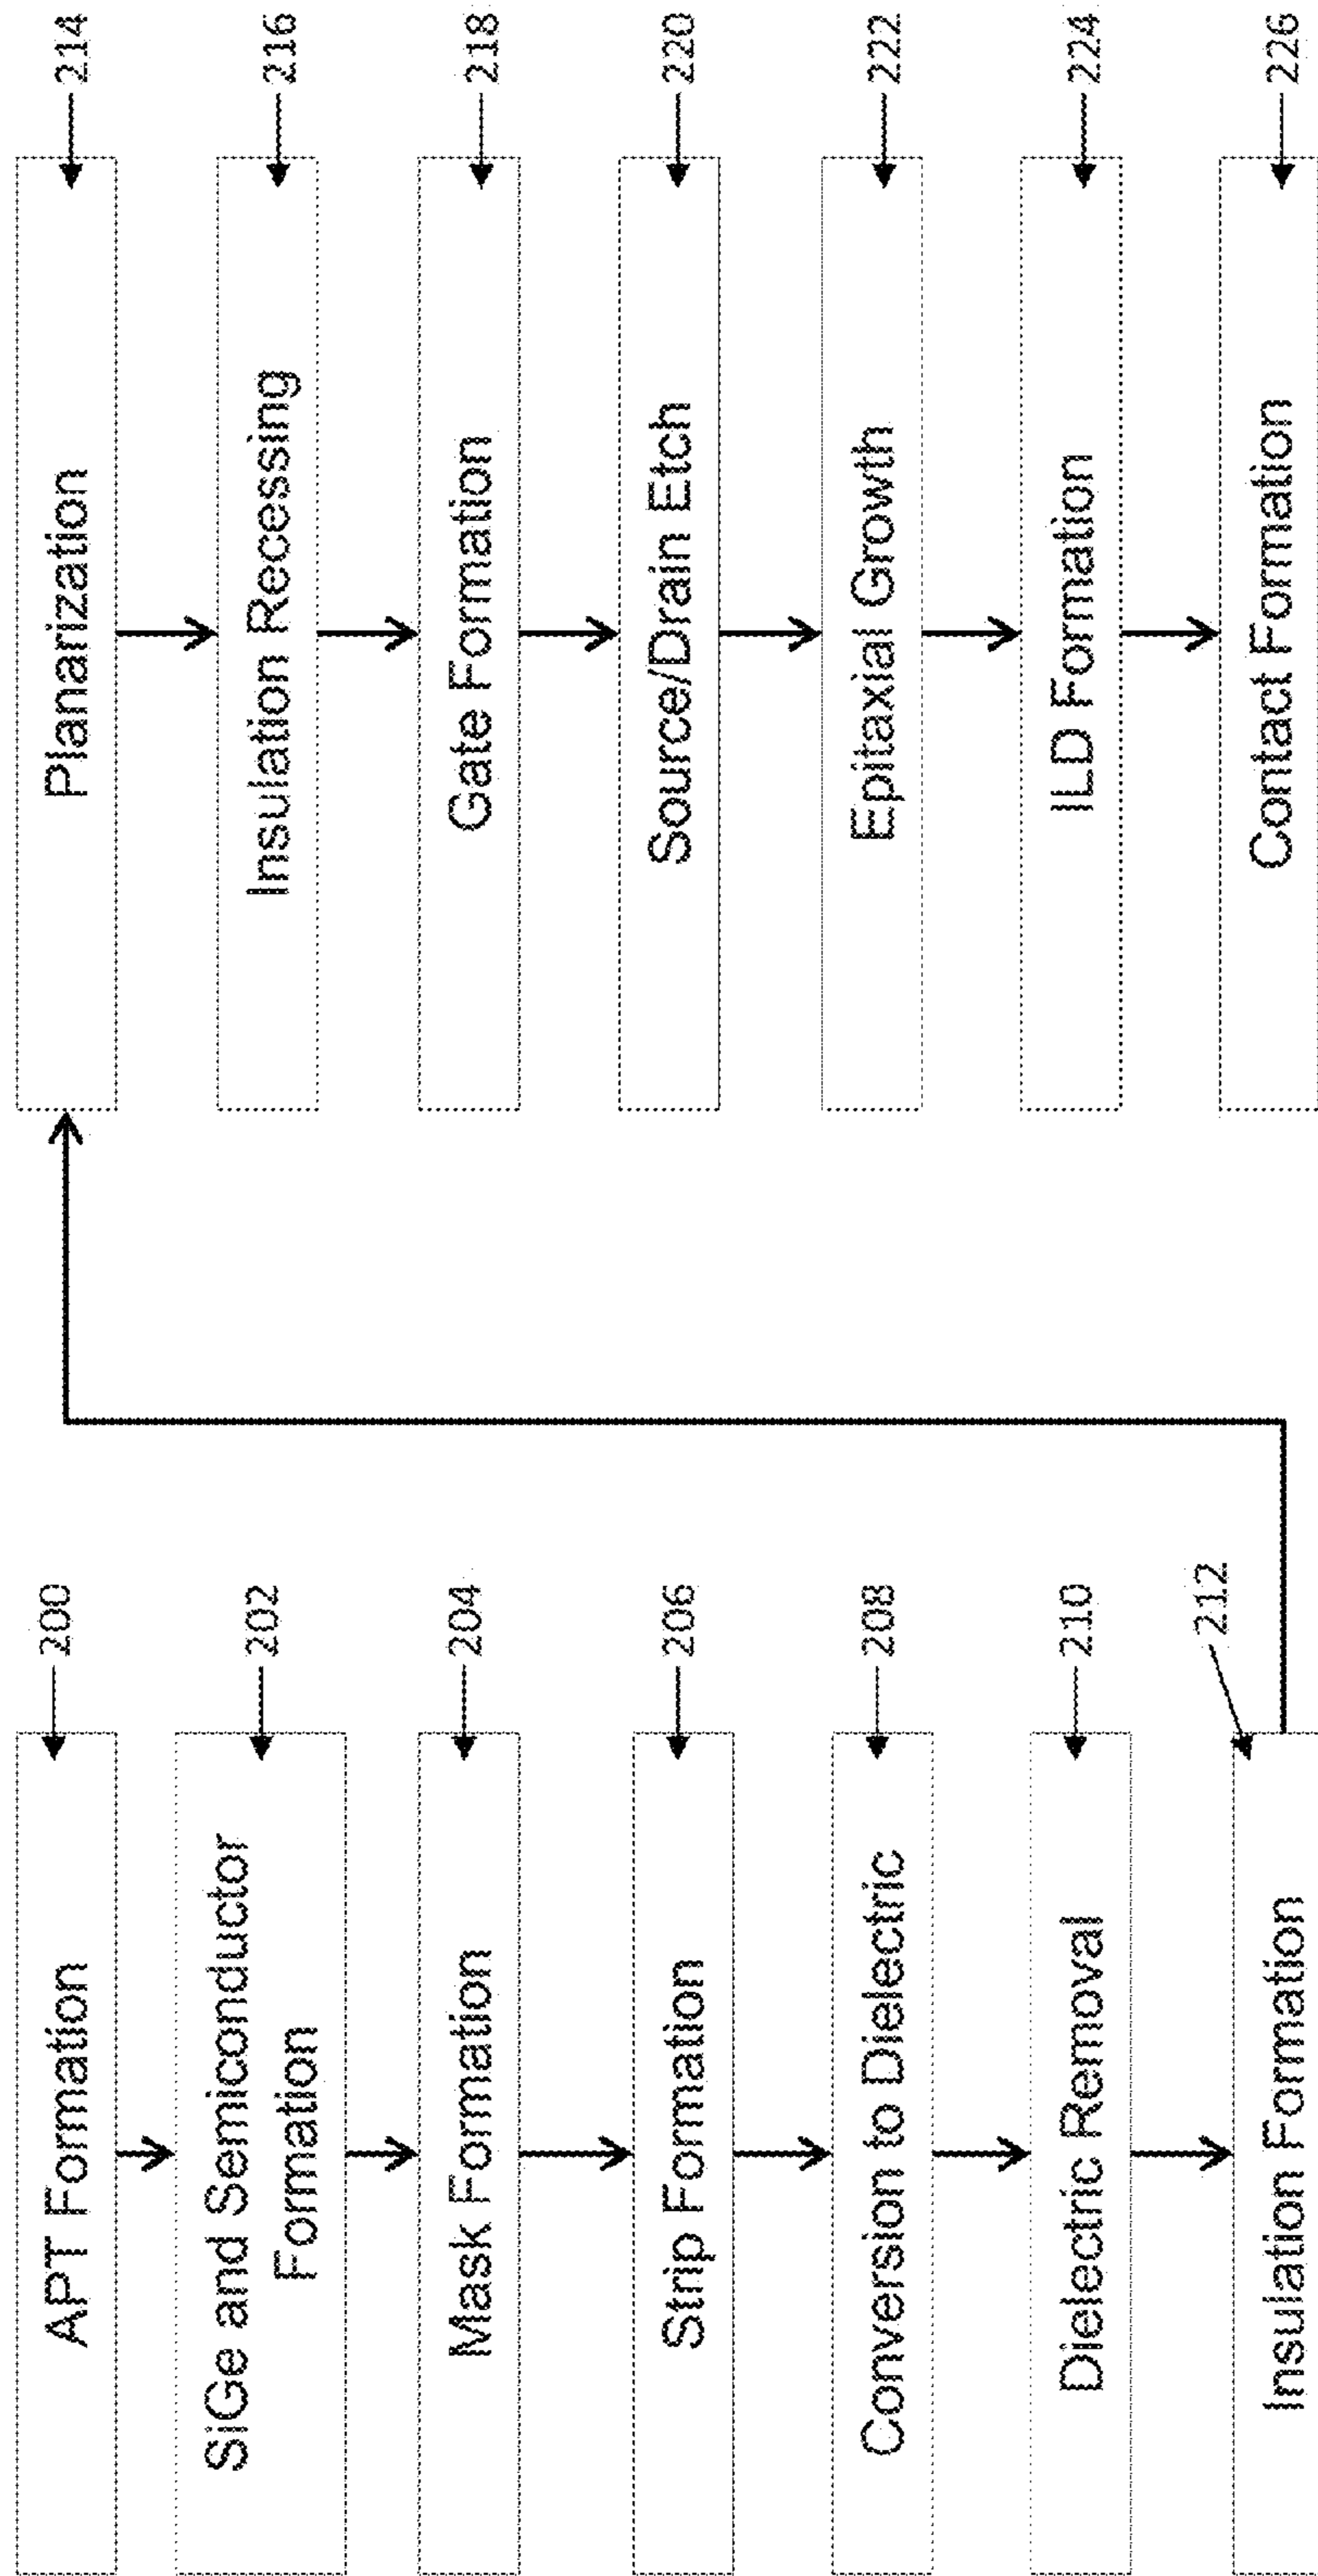 APT Formation
200
SiGe and Semiconductor
Formation
202
Mask Formation
204
Strip Formation
206
Conversion to Dielectric
208
Dielectric Removal
210
Insulation Formation
212
Planarization
214
Insulation Recessing
216
Gate Formation
218
Source/Drain Etch
220
Epitaxial Growth
222
ILD Formation
224
Contact Formation
226